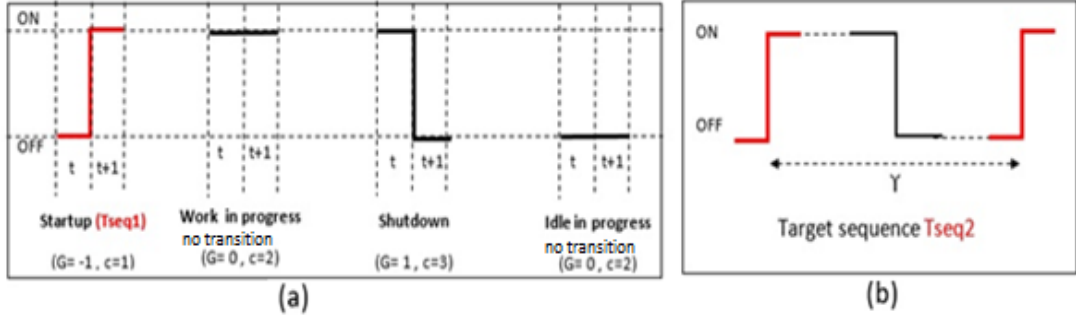 ON
OFF
t
t+1
t
t+1
t
t+1
t
t+1
Startup (Tseq1)
(G= -1 , c=1)
Work in progress
no transition
(G= 0 , c=2)
Shutdown
(G= 1 , c=3)
Idle in progress
no transition
(G= 0 , c=2)
(a)
ON
OFF
Υ
Target sequence Tseq2
(b)